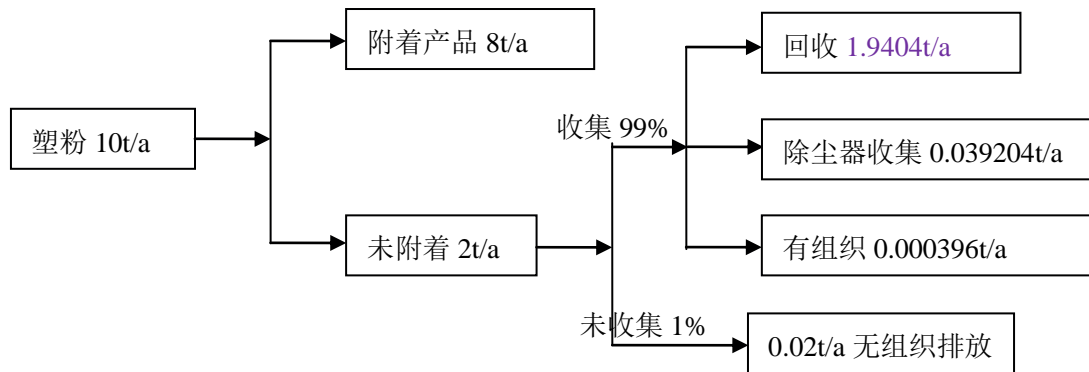 附着产品 8t/a
回收 1.9404t/a
塑粉 10t/a
收集 99%
除尘器收集 0.039204t/a
未附着 2t/a
有组织 0.000396t/a
未收集 1%
0.02t/a 无组织排放